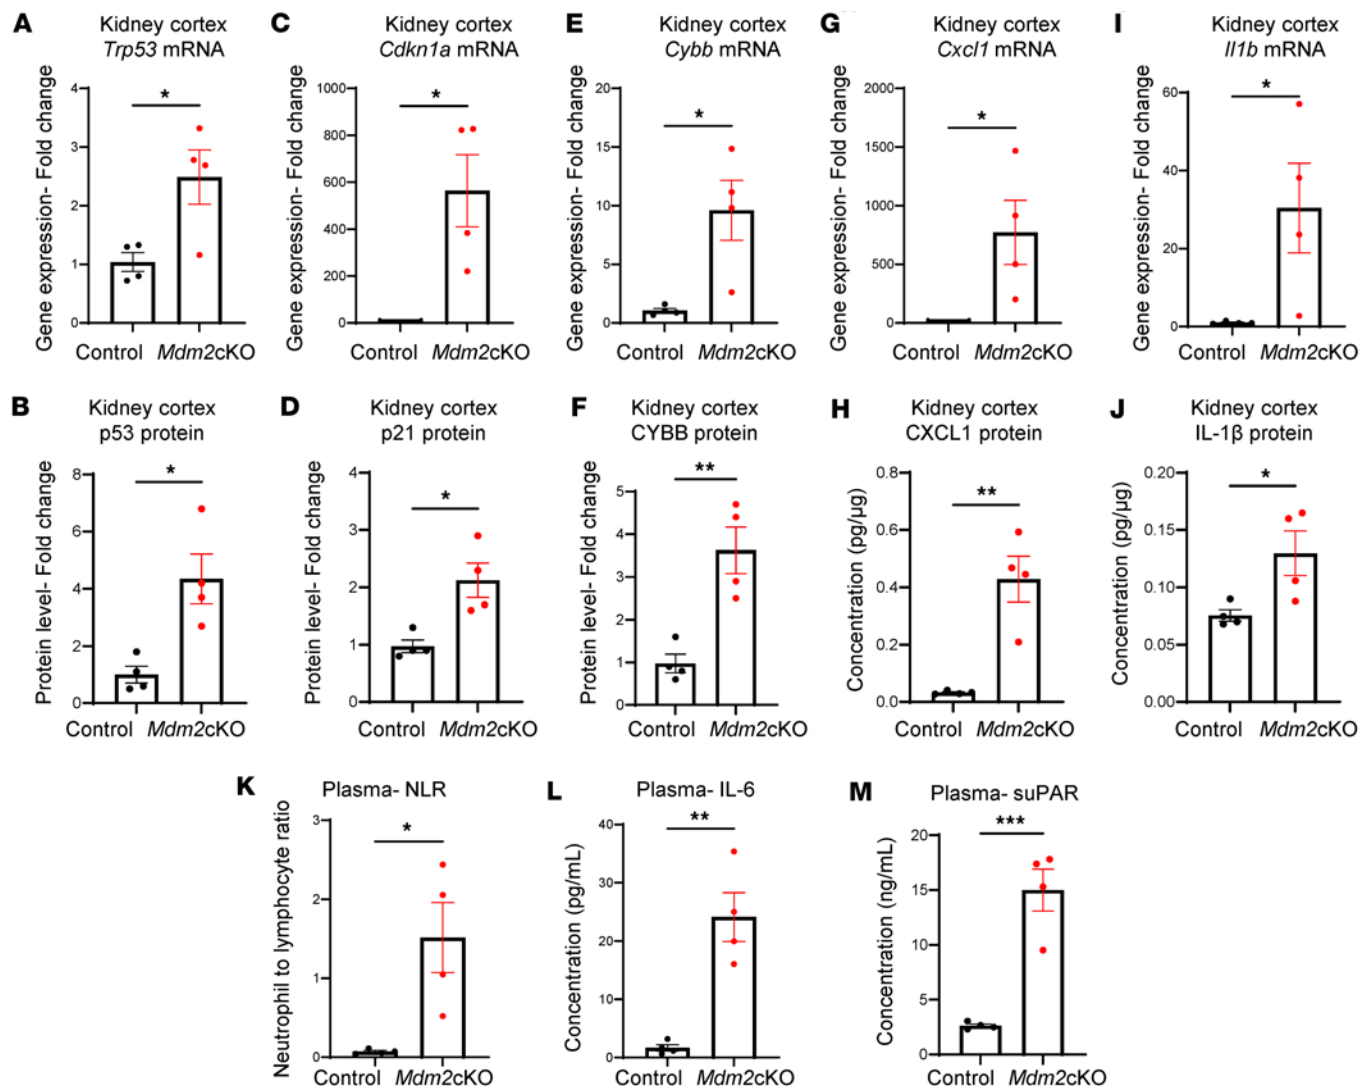 A
Kidney cortex
Trp53 mRNA
Gene expression- Fold change
4
3
2
1
0
*
Control Mdm2cKO
C
Kidney cortex
Cdkn1a mRNA
Gene expression- Fold change
1000
800
600
400
200
0
*
Control Mdm2cKO
E
Kidney cortex
Cybb mRNA
Gene expression- Fold change
20
15
10
5
0
*
Control Mdm2cKO
G
Kidney cortex
Cxcl1 mRNA
Gene expression- Fold change
2000
1500
1000
500
0
*
Control Mdm2cKO
I
Kidney cortex
Il1b mRNA
Gene expression- Fold change
60
40
20
0
*
Control Mdm2cKO
B
Kidney cortex
p53 protein
Protein level- Fold change
8
6
4
2
0
*
Control Mdm2cKO
D
Kidney cortex
p21 protein
Protein level- Fold change
4
3
2
1
0
*
Control Mdm2cKO
F
Kidney cortex
CYBB protein
Protein level- Fold change
5
4
3
2
1
0
**
Control Mdm2cKO
H
Kidney cortex
CXCL1 protein
Concentration (pg/μg)
0.8
0.6
0.4
0.2
0.0
**
Control Mdm2cKO
J
Kidney cortex
IL-1β protein
Concentration (pg/μg)
0.20
0.15
0.10
0.05
0.00
*
Control Mdm2cKO
K
Plasma- NLR
Neutrophil to lymphocyte ratio
3
2
1
0
*
Control Mdm2cKO
L
Plasma- IL-6
Concentration (pg/mL)
40
30
20
10
0
**
Control Mdm2cKO
M
Plasma- suPAR
Concentration (ng/mL)
20
15
10
5
0
***
Control Mdm2cKO